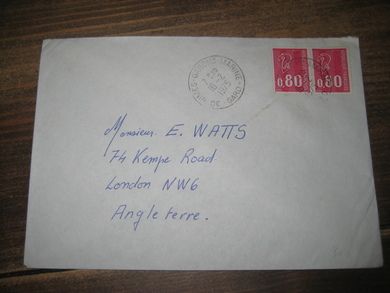 0.80
0.80
Monsieur E. WATTS
74 Kempe Road
London NW6
Angleterre.